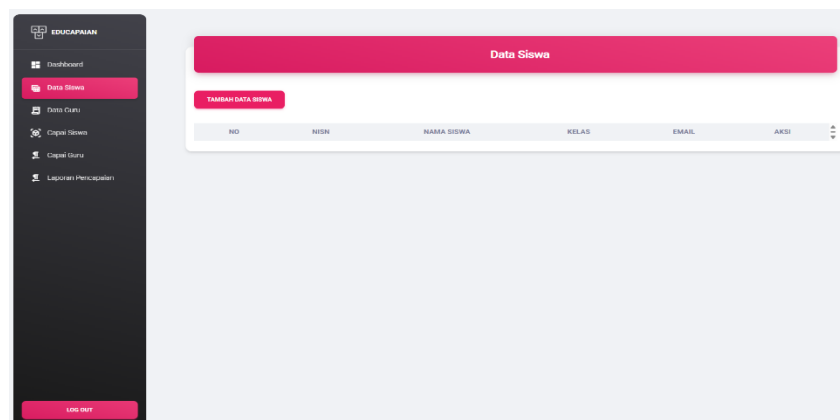 EDUCAPAIAN
Dashboard
Data Siswa
Data Guru
Capai Siswa
Capai Guru
Laporan Pencapaian
LOG OUT
Data Siswa
TAMBAH DATA SISWA
NO NISN NAMA SISWA KELAS EMAIL AKSI